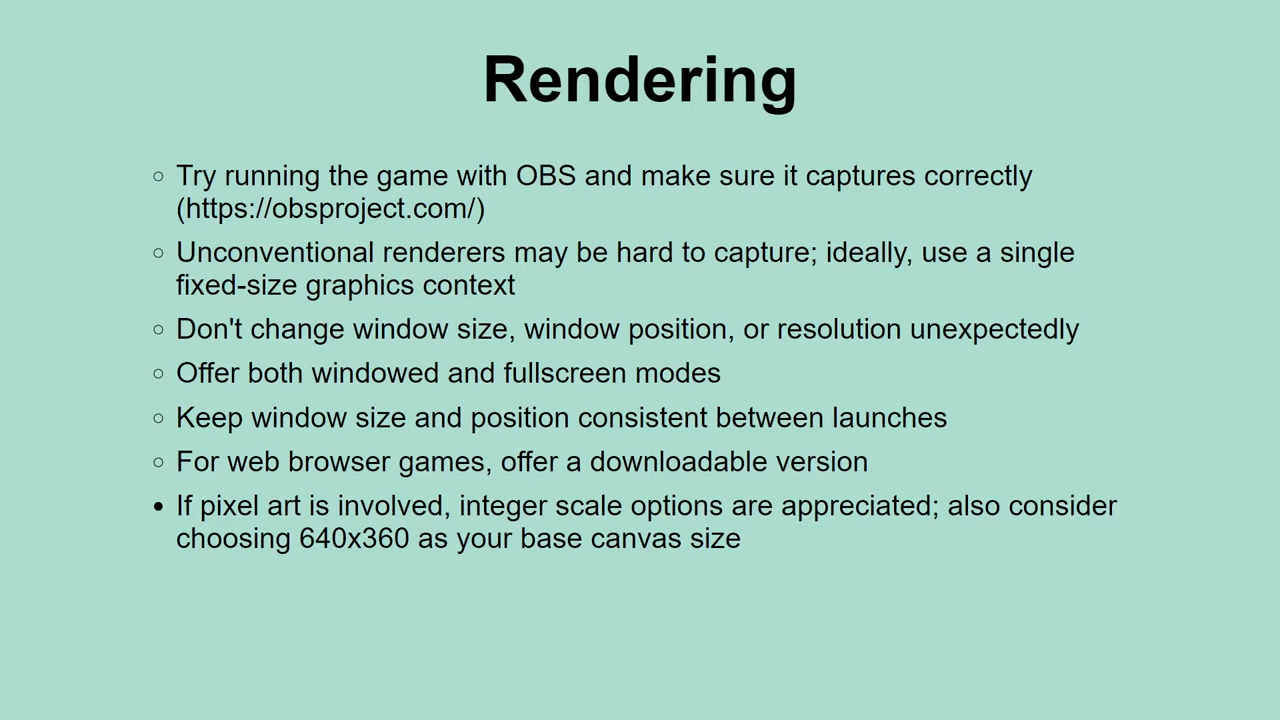 Rendering
Try running the game with OBS and make sure it captures correctly
(https://obsproject.com/)
Unconventional renderers may be hard to capture; ideally, use a single
fixed-size graphics context
Don't change window size, window position, or resolution unexpectedly
Offer both windowed and fullscreen modes
Keep window size and position consistent between launches
For web browser games, offer a downloadable version
If pixel art is involved, integer scale options are appreciated; also consider
choosing 640x360 as your base canvas size